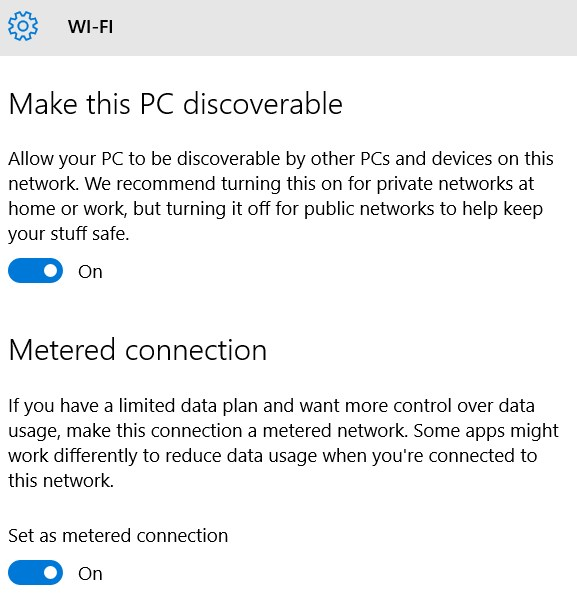 WI-FI
Make this PC discoverable
Allow your PC to be discoverable by other PCs and devices on this
network. We recommend turning this on for private networks at
home or work, but turning it off for public networks to help keep
your stuff safe.
On
Metered connection
If you have a limited data plan and want more control over data
usage, make this connection a metered network. Some apps might
work differently to reduce data usage when you're connected to
this network.
Set as metered connection
On